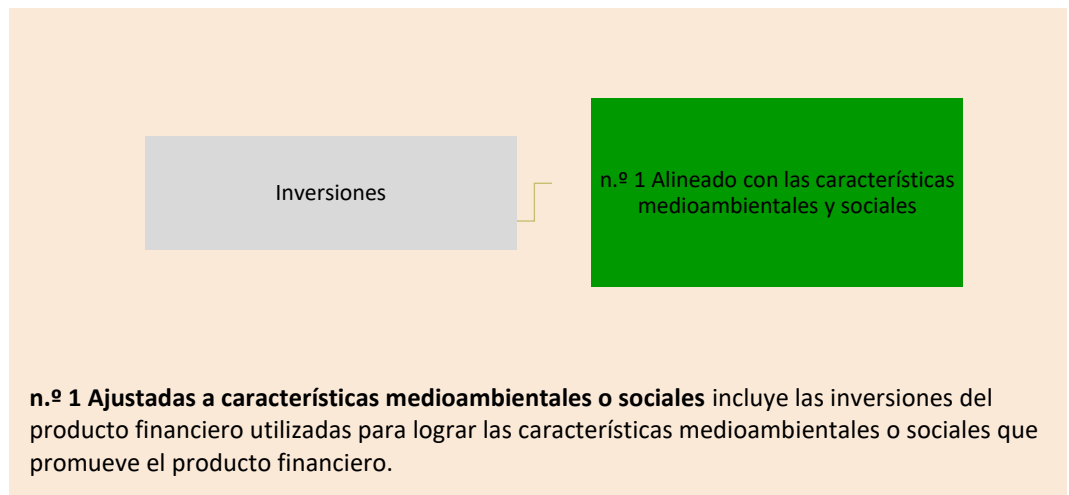 Inversiones
n.º 1 Alineado con las características
medioambientales y sociales
n.º 1 Ajustadas a características medioambientales o sociales incluye las inversiones del
producto financiero utilizadas para lograr las características medioambientales o sociales que
promueve el producto financiero.